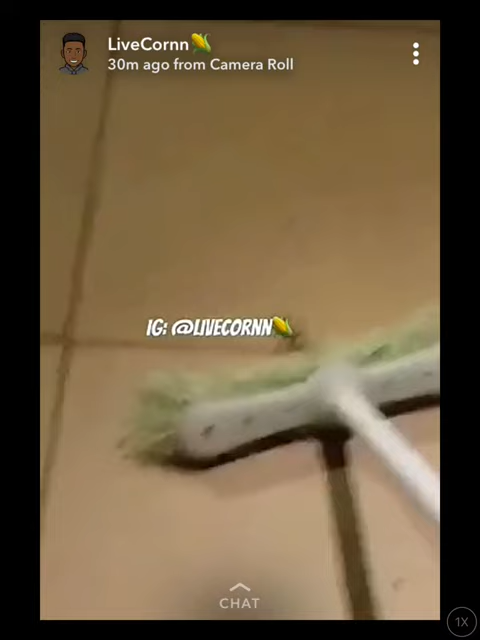 LiveCornn🌽
30m ago from Camera Roll
IG: @LIVECORNN🌽
CHAT
1X